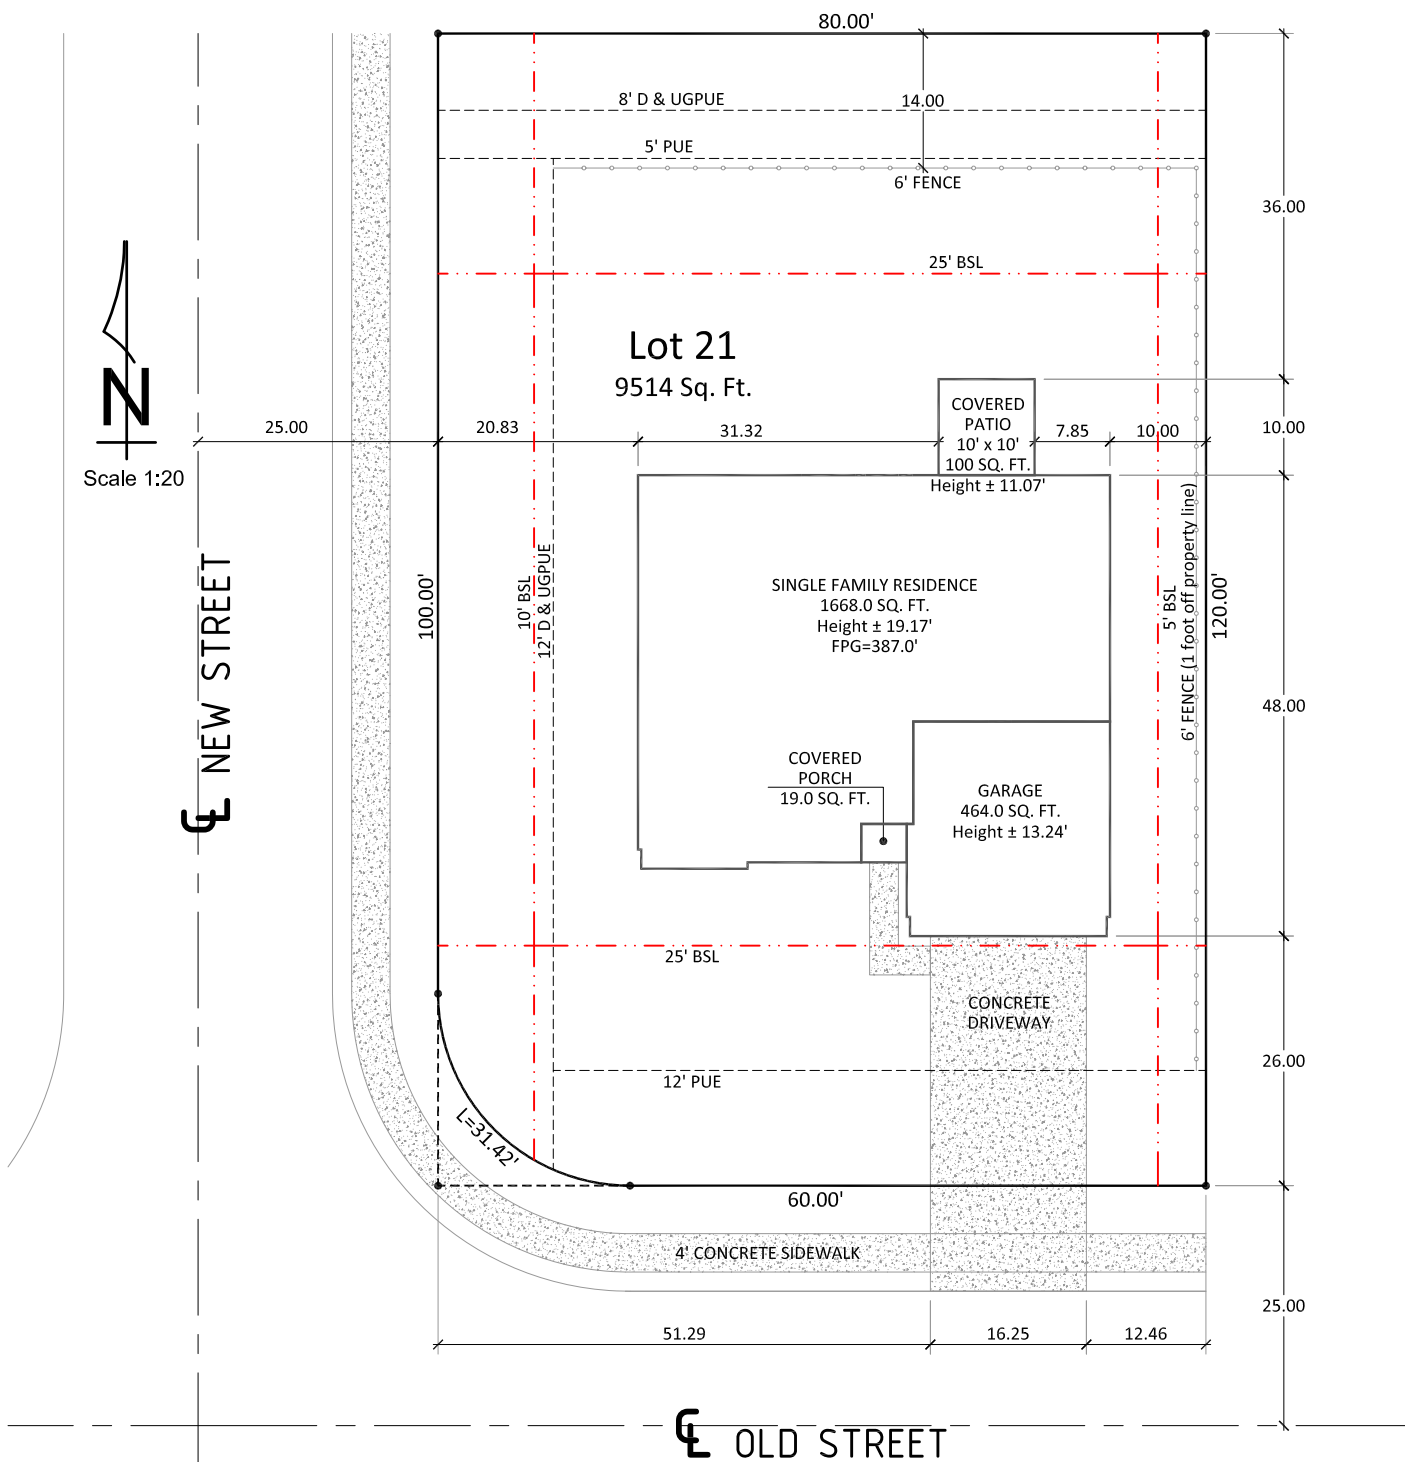 80.00'
8' D & UGPUE
14.00
5' PUE
6' FENCE
36.00
25' BSL
Lot 21
9514 Sq. Ft.
N
Scale 1:20
25.00
20.83
31.32
COVERED
PATIO
10' x 10'
100 SQ. FT.
Height ± 11.07'
7.85
10.00
10.00
NEW STREET
100.00'
10' BSL
12' D & UGPUE
SINGLE FAMILY RESIDENCE
1668.0 SQ. FT.
Height ± 19.17'
FPG=387.0'
5' BSL
6' FENCE (1 foot off property line)
120.00'
48.00
COVERED
PORCH
19.0 SQ. FT.
GARAGE
464.0 SQ. FT.
Height ± 13.24'
25' BSL
CONCRETE
DRIVEWAY
12' PUE
26.00
L=31.42'
60.00'
4' CONCRETE SIDEWALK
25.00
51.29
16.25
12.46
OLD STREET